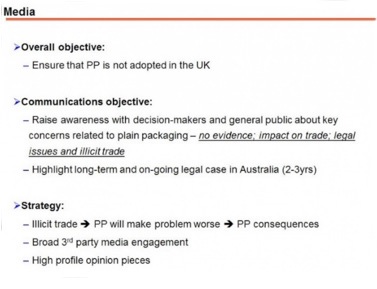 Media
➢Overall objective:
– Ensure that PP is not adopted in the UK
➢Communications objective:
– Raise awareness with decision-makers and general public about key
concerns related to plain packaging – no evidence; impact on trade; legal
issues and illicit trade
– Highlight long-term and on-going legal case in Australia (2-3yrs)
➢Strategy:
– Illicit trade ➔ PP will make problem worse ➔ PP consequences
– Broad 3rd party media engagement
– High profile opinion pieces